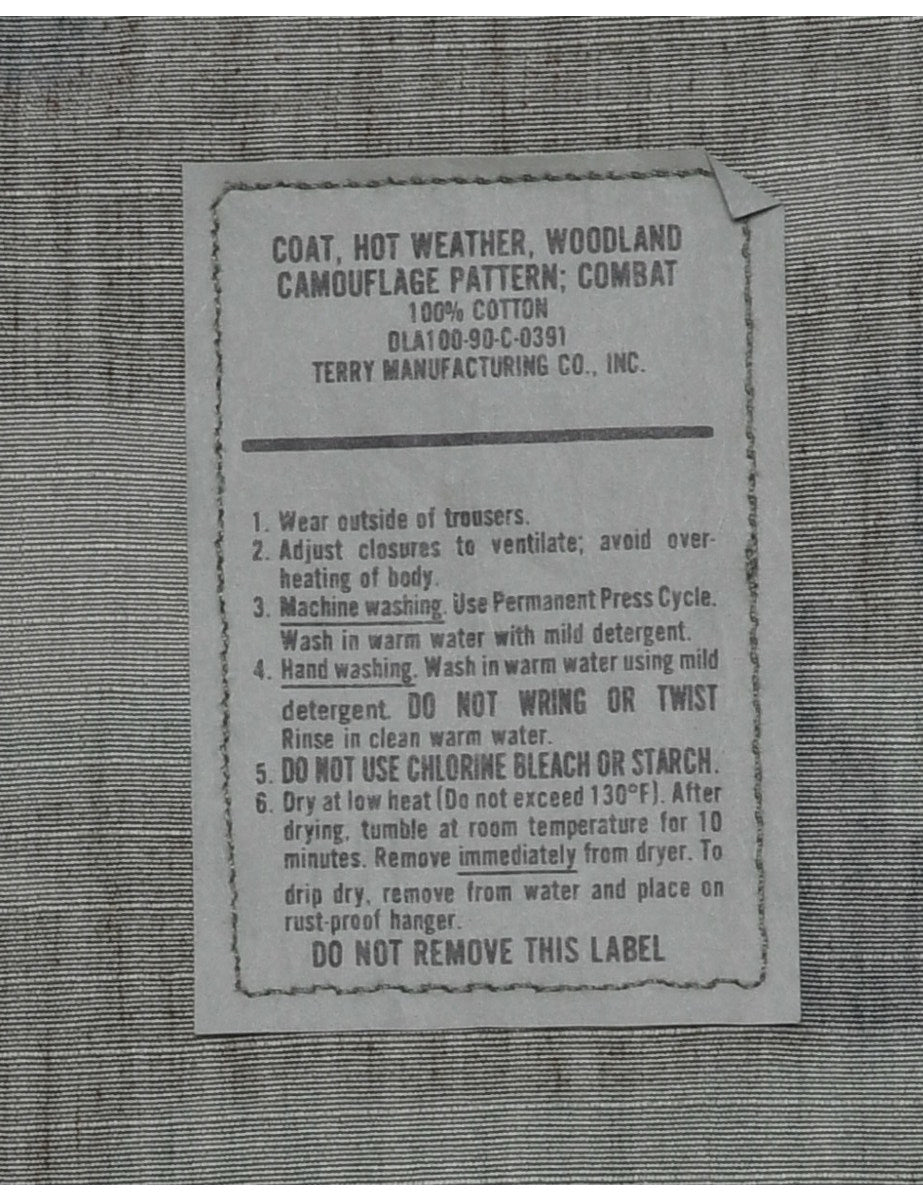 COAT, HOT WEATHER, WOODLAND
CAMOUFLAGE PATTERN; COMBAT
100% COTTON
DLA100-90-C-0391
TERRY MANUFACTURING CO., INC.
1. Wear outside of trousers.
2. Adjust closures to ventilate; avoid over-
heating of body.
3. Machine washing. Use Permanent Press Cycle.
Wash in warm water with mild detergent.
4. Hand washing. Wash in warm water using mild
detergent. DO NOT WRING OR TWIST
Rinse in clean warm water.
5. DO NOT USE CHLORINE BLEACH OR STARCH.
6. Dry at low heat (Do not exceed 130°F). After
drying, tumble at room temperature for 10
minutes. Remove immediately from dryer. To
drip dry, remove from water and place on
rust-proof hanger.
DO NOT REMOVE THIS LABEL